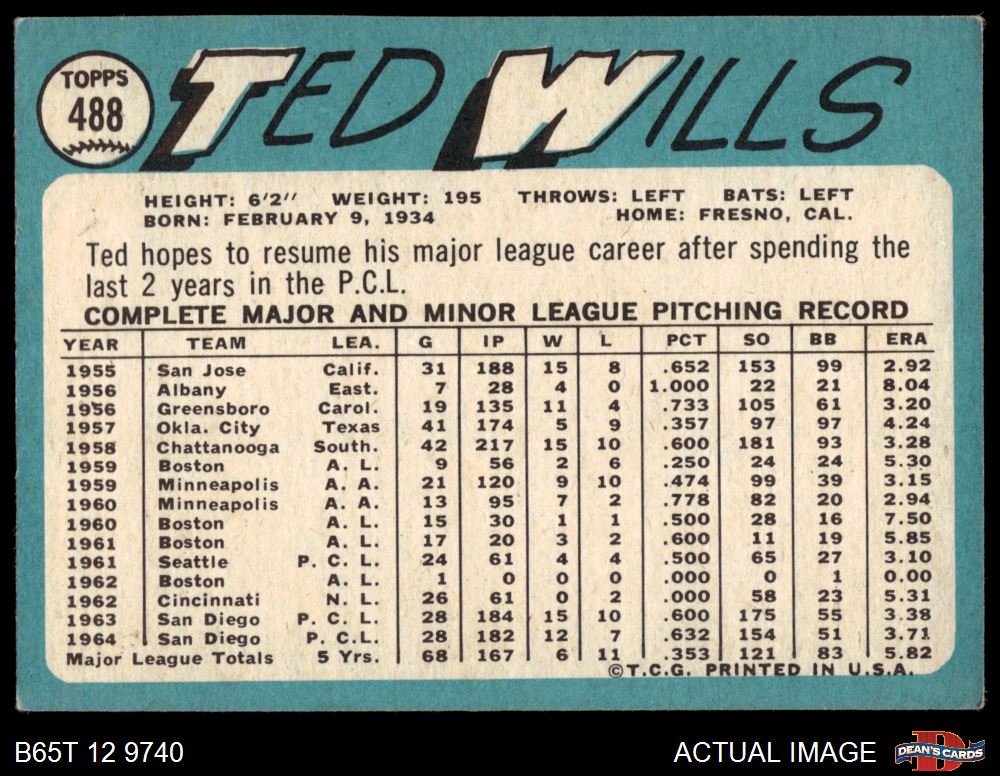 TOPPS
488
TED WILLS
HEIGHT: 6'2" WEIGHT: 195 THROWS: LEFT BATS: LEFT
BORN: FEBRUARY 9, 1934 HOME: FRESNO, CAL.
Ted hopes to resume his major league career after spending the
last 2 years in the P.C.L.
COMPLETE MAJOR AND MINOR LEAGUE PITCHING RECORD
YEAR TEAM LEA. G IP W L PCT SO BB ERA
1955 San Jose Calif. 31 188 15 8 .652 153 99 2.92
1956 Albany East. 7 28 4 0 1.000 22 21 8.04
1956 Greensboro Carol. 19 135 11 4 .733 105 61 3.20
1957 Okla. City Texas 41 174 5 9 .357 97 97 4.24
1958 Chattanooga South. 42 217 15 10 .600 181 93 3.28
1959 Boston A. L. 9 56 2 6 .250 24 24 5.30
1959 Minneapolis A. A. 21 120 9 10 .474 99 39 3.15
1960 Minneapolis A. A. 13 95 7 2 .778 82 20 2.94
1960 Boston A. L. 15 30 1 1 .500 28 16 7.50
1961 Boston A. L. 17 20 3 2 .600 11 19 5.85
1961 Seattle P. C. L. 24 61 4 4 .500 65 27 3.10
1962 Boston A. L. 1 0 0 0 .000 0 1 0.00
1962 Cincinnati N. L. 26 61 0 2 .000 58 23 5.31
1963 San Diego P. C. L. 28 184 15 10 .600 175 55 3.38
1964 San Diego P. C.L. 28 182 12 7 .632 154 51 3.71
Major League Totals 5 Yrs. 68 167 6 11 .353 121 83 5.82
©T.C.G. PRINTED IN U.S.A.
B65T 12 9740 ACTUAL IMAGE DEAN'S CARDS